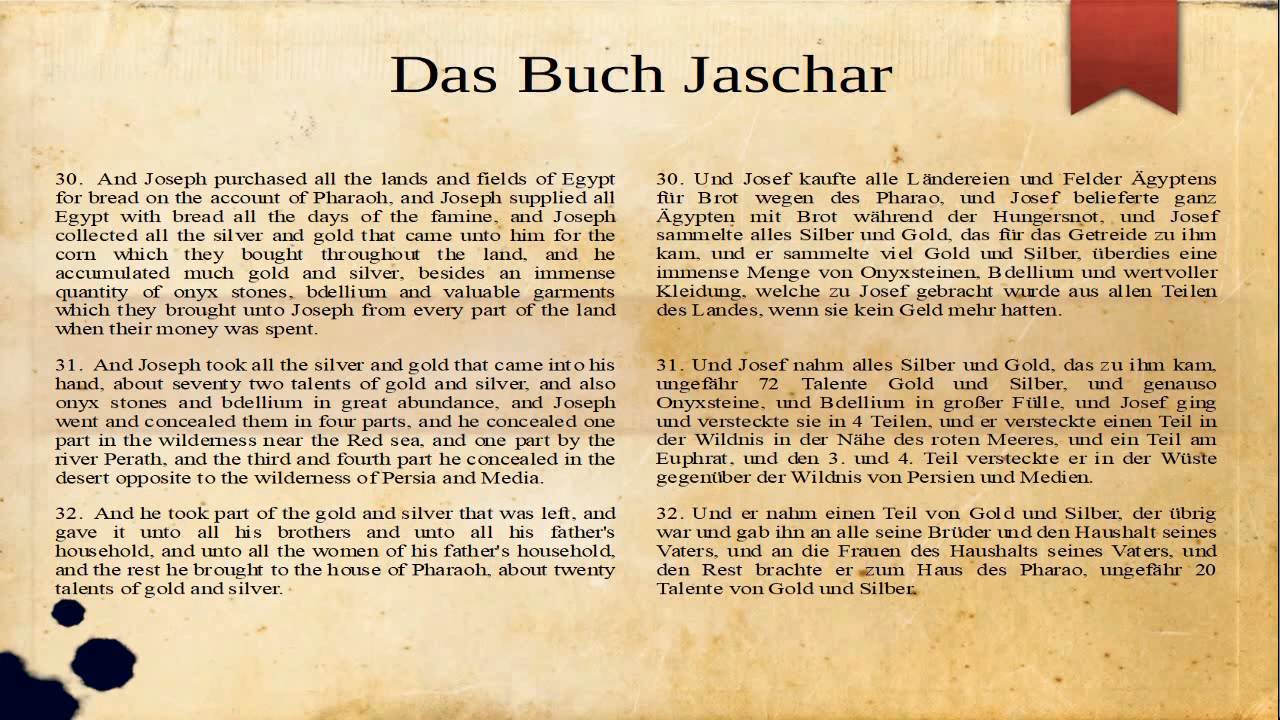 Das Buch Jaschar
30. And Joseph purchased all the lands and fields of Egypt
for bread on the account of Pharaoh, and Joseph supplied all
Egypt with bread all the days of the famine, and Joseph
collected all the silver and gold that came unto him for the
corn which they bought throughout the land, and he
accumulated much gold and silver, besides an immense
quantity of onyx stones, bdellium and valuable garments
which they brought unto Joseph from every part of the land
when their money was spent.
31. And Joseph took all the silver and gold that came into his
hand, about seventy two talents of gold and silver, and also
onyx stones and bdellium in great abundance, and Joseph
went and concealed them in four parts, and he concealed one
part in the wilderness near the Red sea, and one part by the
river Perath, and the third and fourth part he concealed in the
desert opposite to the wilderness of Persia and Media.
32. And he took part of the gold and silver that was left, and
gave it unto all his brothers and unto all his father's
household, and unto all the women of his father's household,
and the rest he brought to the house of Pharaoh, about twenty
talents of gold and silver.
30. Und Josef kaufte alle Ländereien und Felder Ägyptens
für Brot wegen des Pharao, und Josef belieferte ganz
Ägypten mit Brot während der Hungersnot, und Josef
sammelte alles Silber und Gold, das für das Getreide zu ihm
kam, und er sammelte viel Gold und Silber, überdies eine
immense Menge von Onyxsteinen, Bdellium und wertvoller
Kleidung, welche zu Josef gebracht wurde aus allen Teilen
des Landes, wenn sie kein Geld mehr hatten.
31. Und Josef nahm alles Silber und Gold, das zu ihm kam,
ungefähr 72 Talente Gold und Silber, und genauso
Onyxsteine, und Bdellium in großer Fülle, und Josef ging
und versteckte sie in 4 Teilen, und er versteckte einen Teil in
der Wildnis in der Nähe des roten Meeres, und ein Teil am
Euphrat, und den 3. und 4. Teil versteckte er in der Wüste
gegenüber der Wildnis von Persien und Medien.
32. Und er nahm einen Teil von Gold und Silber, der übrig
war und gab ihn an alle seine Brüder und den Haushalt seines
Vaters, und an die Frauen des Haushalts seines Vaters, und
den Rest brachte er zum Haus des Pharao, ungefähr 20
Talente von Gold und Silber.